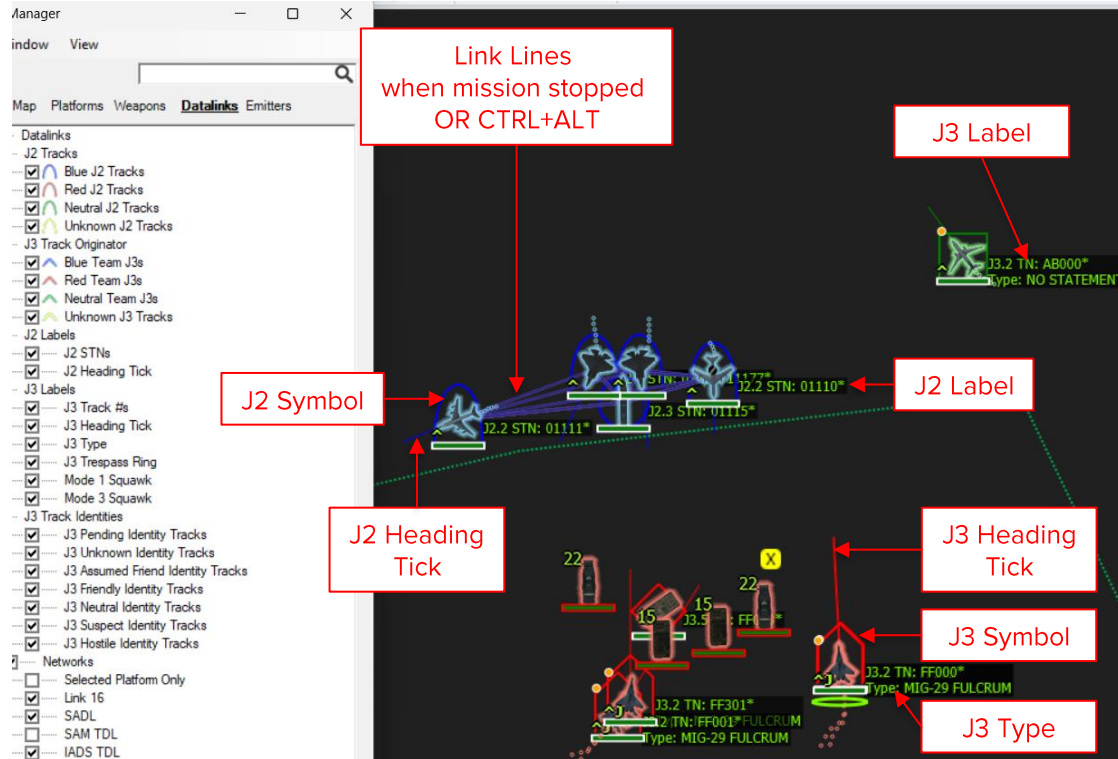 Manager
indow View
Map Platforms Weapons Datalinks Emitters
Datalinks
J2 Tracks
Blue J2 Tracks
Red J2 Tracks
Neutral J2 Tracks
Unknown J2 Tracks
J3 Track Originator
Blue Team J3s
Red Team J3s
Neutral Team J3s
Unknown J3 Tracks
J2 Labels
J2 STNs
J2 Heading Tick
J3 Labels
J3 Track #s
J3 Heading Tick
J3 Type
J3 Trespass Ring
Mode 1 Squawk
Mode 3 Squawk
J3 Track Identities
J3 Pending Identity Tracks
J3 Unknown Identity Tracks
J3 Assumed Friend Identity Tracks
J3 Friendly Identity Tracks
J3 Neutral Identity Tracks
J3 Suspect Identity Tracks
J3 Hostile Identity Tracks
Networks
Selected Platform Only
Link 16
SADL
SAM TDL
IADS TDL
Link Lines
when mission stopped
OR CTRL+ALT
J3 Label
J3.2 TN: AB000*
Type: NO STATEMENT
J2 Symbol
J2.2 STN: 01110*
J2 Label
J2.3 STN: 01115*
J2.2 STN: 01111*
J2 Heading
Tick
J3 Heading
Tick
22
X
22
15
15
J3.5
J3 Symbol
J3.2 TN: FF000*
Type: MIG-29 FULCRUM
J
J3.2 TN: FF301*
J
TN: FF001* FULCRUM
J
Type: MIG-29 FULCRUM
J3 Type